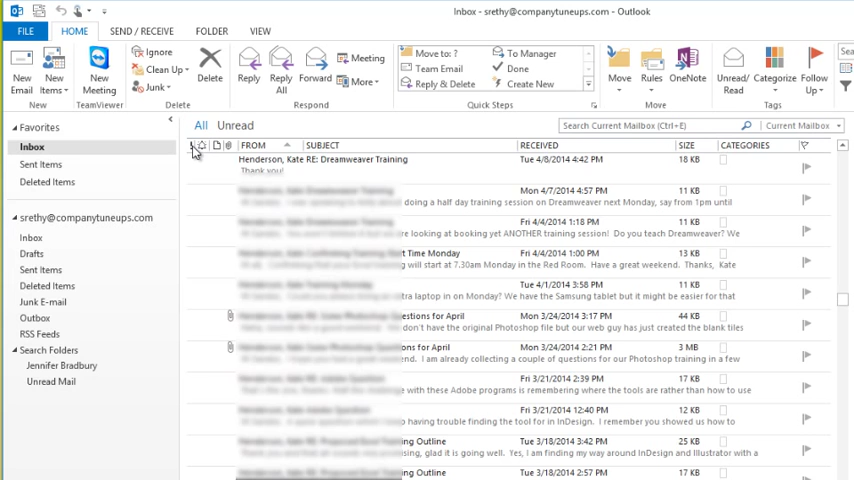 Inbox - srethy@companytuneups.com - Outlook
FILE HOME SEND / RECEIVE FOLDER VIEW
New Email
New Items
New Meeting
Ignore
Clean Up
Junk
Delete
Reply
Reply All
Forward
Meeting
More
Move to: ?
Team Email
Reply & Delete
To Manager
Done
Create New
Move
Rules
OneNote
Unread/ Read
Categorize
Follow Up
New TeamViewer Delete Respond Quick Steps Move Tags
Favorites
Inbox
Sent Items
Deleted Items
srethy@companytuneups.com
Inbox
Drafts
Sent Items
Deleted Items
Junk E-mail
Outbox
RSS Feeds
Search Folders
Jennifer Bradbury
Unread Mail
All Unread
Search Current Mailbox (Ctrl+E) Current Mailbox
FROM SUBJECT RECEIVED SIZE CATEGORIES
Henderson, Kate RE: Dreamweaver Training Tue 4/8/2014 4:42 PM 18 KB
Thank you!
Mon 4/7/2014 4:57 PM 11 KB
doing a half day training session on Dreamweaver next Monday, say from 1pm until
Fri 4/4/2014 1:18 PM 11 KB
are looking at booking yet ANOTHER training session! Do you teach Dreamweaver? We
Time Monday Fri 4/4/2014 1:00 PM 13 KB
will start at 7.30am Monday in the Red Room. Have a great weekend. Thanks, Kate
Tue 4/1/2014 3:58 PM 11 KB
laptop in on Monday? We have the Samsung tablet but it might be easier for that
for April Mon 3/24/2014 3:17 PM 44 KB
don't have the original Photoshop file but our web guy has just created the blank tiles
for April Mon 3/24/2014 2:21 PM 3 MB
I am already collecting a couple of questions for our Photoshop training in a few
Fri 3/21/2014 2:39 PM 17 KB
with these Adobe programs is remembering where the tools are rather than how to use
Fri 3/21/2014 12:40 PM 12 KB
having trouble finding the tool for in InDesign. I remember you showed us how to
Outline Tue 3/18/2014 3:42 PM 25 KB
glad it is going well. Yes, I am finding my way around InDesign and Illustrator with a
Outline Tue 3/18/2014 2:57 PM 17 KB